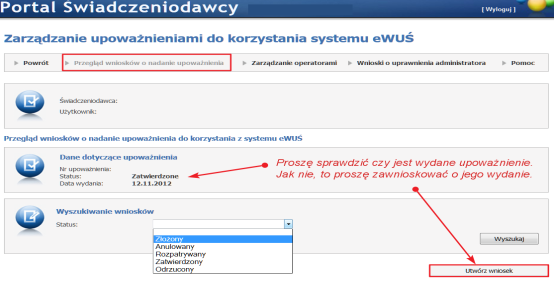 Portal Świadczeniodawcy
[ Wyloguj ]
Zarządzanie upoważnieniami do korzystania systemu eWUŚ
Powrót
Przegląd wniosków o nadanie upoważnienia
Zarządzanie operatorami
Wnioski o uprawnienia administratora
Pomoc
Świadczeniodawca:
Użytkownik:
Przegląd wniosków o nadanie upoważnienia do korzystania z systemu eWUŚ
Dane dotyczące upoważnienia
Nr upoważnienia:
Status: Zatwierdzone
Data wydania: 12.11.2012
Proszę sprawdzić czy jest wydane upoważnienie.
Jak nie, to proszę zawnioskować o jego wydanie.
Wyszukiwanie wniosków
Status:
Złożony
Anulowany
Rozpatrywany
Zatwierdzony
Odrzucony
Wyszukaj
Utwórz wniosek